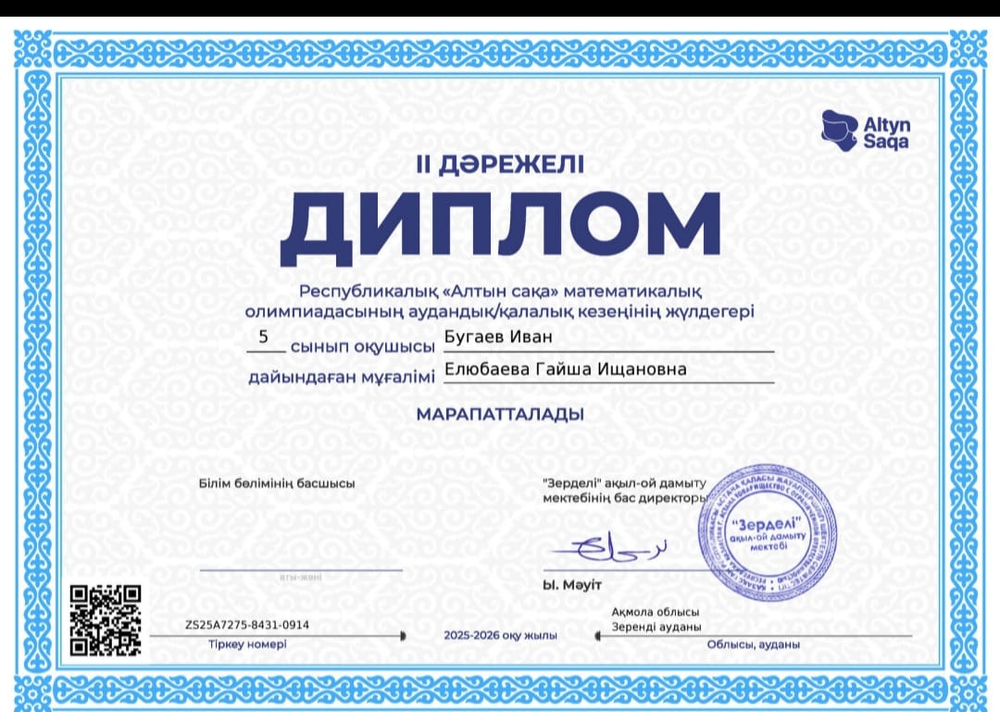 Altyn
Saqa
II ДӘРЕЖЕЛІ
ДИПЛОМ
Республикалық «Алтын сақа» математикалық
олимпиадасының аудандық/қалалық кезеңінің жүлдегері
5 сынып оқушысы Бугаев Иван
дайындаған мұғалімі Елюбаева Гайша Ищановна
МАРАПАТТАЛАДЫ
Білім бөлімінің басшысы
аты-жөні
"Зерделі" ақыл-ой дамыту
мектебінің бас директоры
Ы. Мәуіт
"Зерделі"
ақыл-ой дамыту
мектебі
ZS25A7275-8431-0914
Тіркеу номері
2025-2026 оқу жылы
Ақмола облысы
Зеренді ауданы
Облысы, ауданы